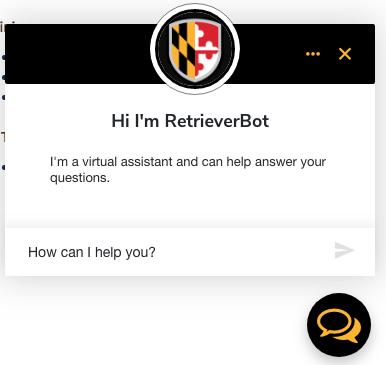 Hi I'm RetrieverBot
I'm a virtual assistant and can help answer your
questions.
How can I help you?